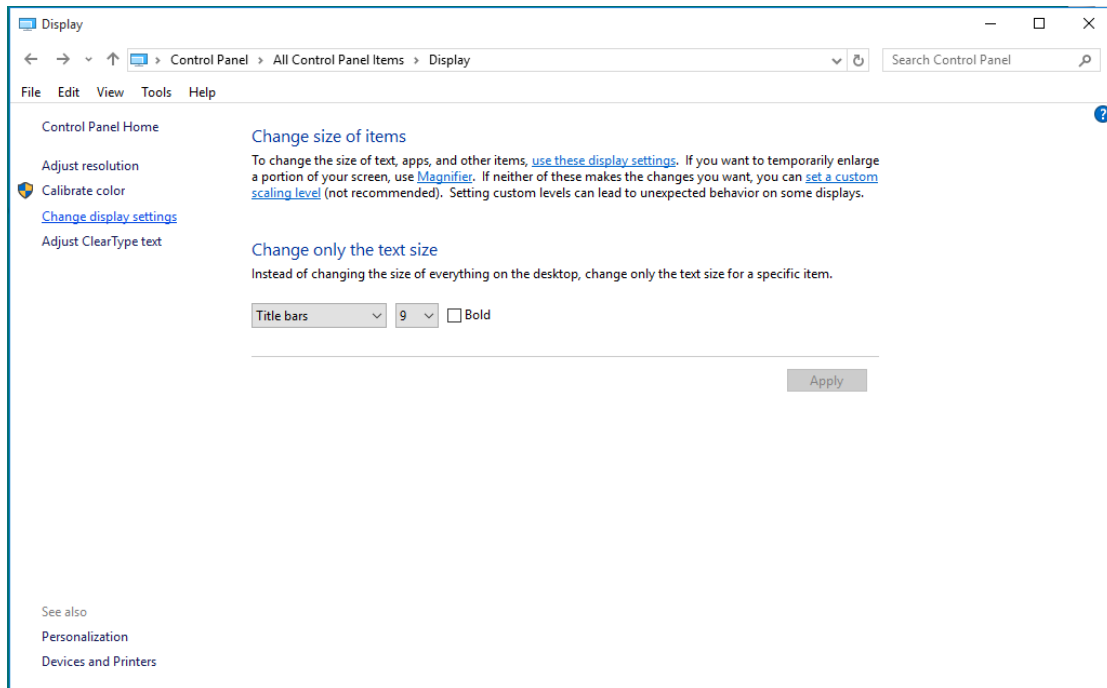 Display
Control Panel > All Control Panel Items > Display
Search Control Panel
File Edit View Tools Help
Control Panel Home
Adjust resolution
Calibrate color
Change display settings
Adjust ClearType text
Change size of items
To change the size of text, apps, and other items, use these display settings. If you want to temporarily enlarge
a portion of your screen, use Magnifier. If neither of these makes the changes you want, you can set a custom
scaling level (not recommended). Setting custom levels can lead to unexpected behavior on some displays.
Change only the text size
Instead of changing the size of everything on the desktop, change only the text size for a specific item.
Title bars 9 Bold
Apply
See also
Personalization
Devices and Printers
?